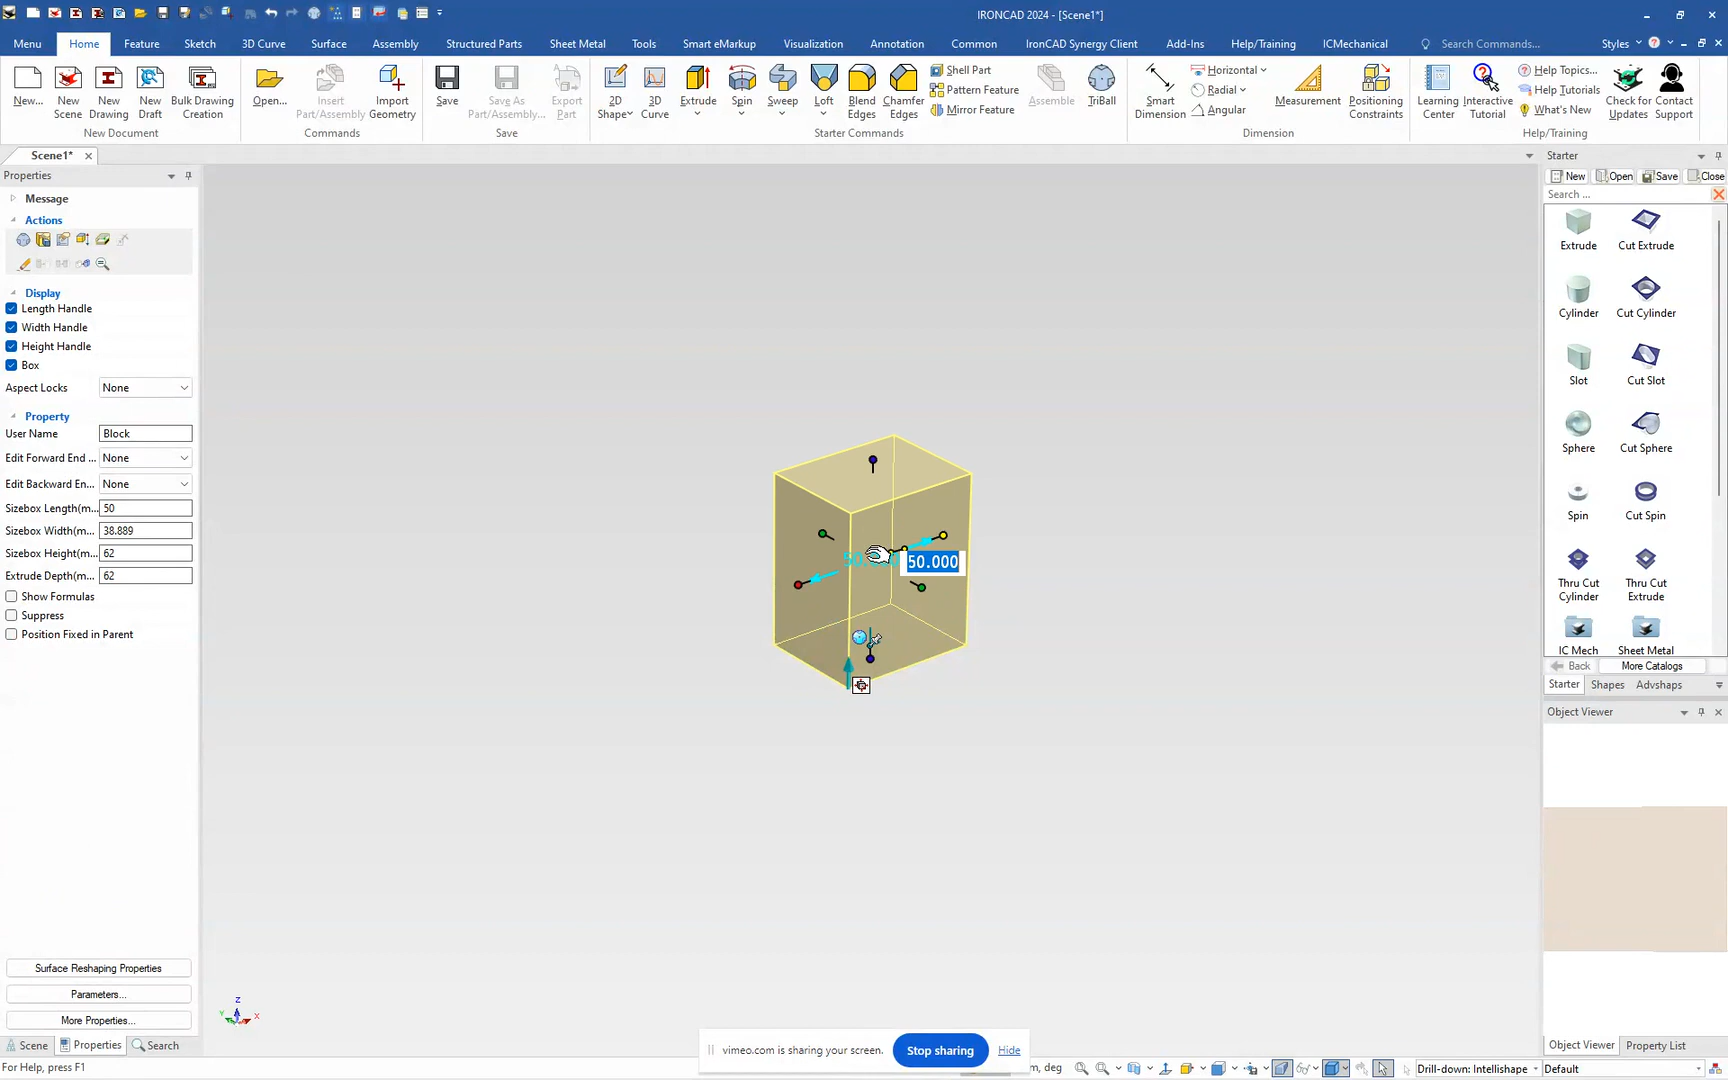 IRONCAD 2024 - [Scene1*]
Menu Home Feature Sketch 3D Curve Surface Assembly Structured Parts Sheet Metal Tools Smart eMarkup Visualization Annotation Common IronCAD Synergy Client Add-Ins Help/Training ICMechanical Search Commands... Styles
New... New Scene New Drawing New Draft Bulk Drawing Creation
New Document
Open... Insert Part/Assembly Import Geometry
Commands
Save Save As Part/Assembly... Export Part
Save
2D Shape 3D Curve Extrude Spin Sweep Loft Blend Edges Chamfer Edges
Shell Part
Pattern Feature
Mirror Feature
Assemble TriBall
Starter Commands
Smart Dimension
Horizontal
Radial
Angular
Measurement Positioning Constraints
Dimension
Learning Center Interactive Tutorial
Help Topics...
Help Tutorials
What's New
Check for Updates Contact Support
Help/Training
Scene1*
Properties
Message
Actions
Display
Length Handle
Width Handle
Height Handle
Box
Aspect Locks None
Property
User Name Block
Edit Forward End ... None
Edit Backward En... None
Sizebox Length(m... 50
Sizebox Width(m... 38.889
Sizebox Height(m... 62
Extrude Depth(m... 62
Show Formulas
Suppress
Position Fixed in Parent
Surface Reshaping Properties
Parameters...
More Properties...
Scene Properties Search
For Help, press F1
50.000
Z
Y X
vimeo.com is sharing your screen. Stop sharing Hide
Starter
New Open Save Close
Search ...
Extrude Cut Extrude
Cylinder Cut Cylinder
Slot Cut Slot
Sphere Cut Sphere
Spin Cut Spin
Thru Cut Cylinder Thru Cut Extrude
IC Mech Sheet Metal
Back More Catalogs
Starter Shapes Advshaps
Object Viewer
Object Viewer Property List
m, deg
Drill-down: Intellishape Default